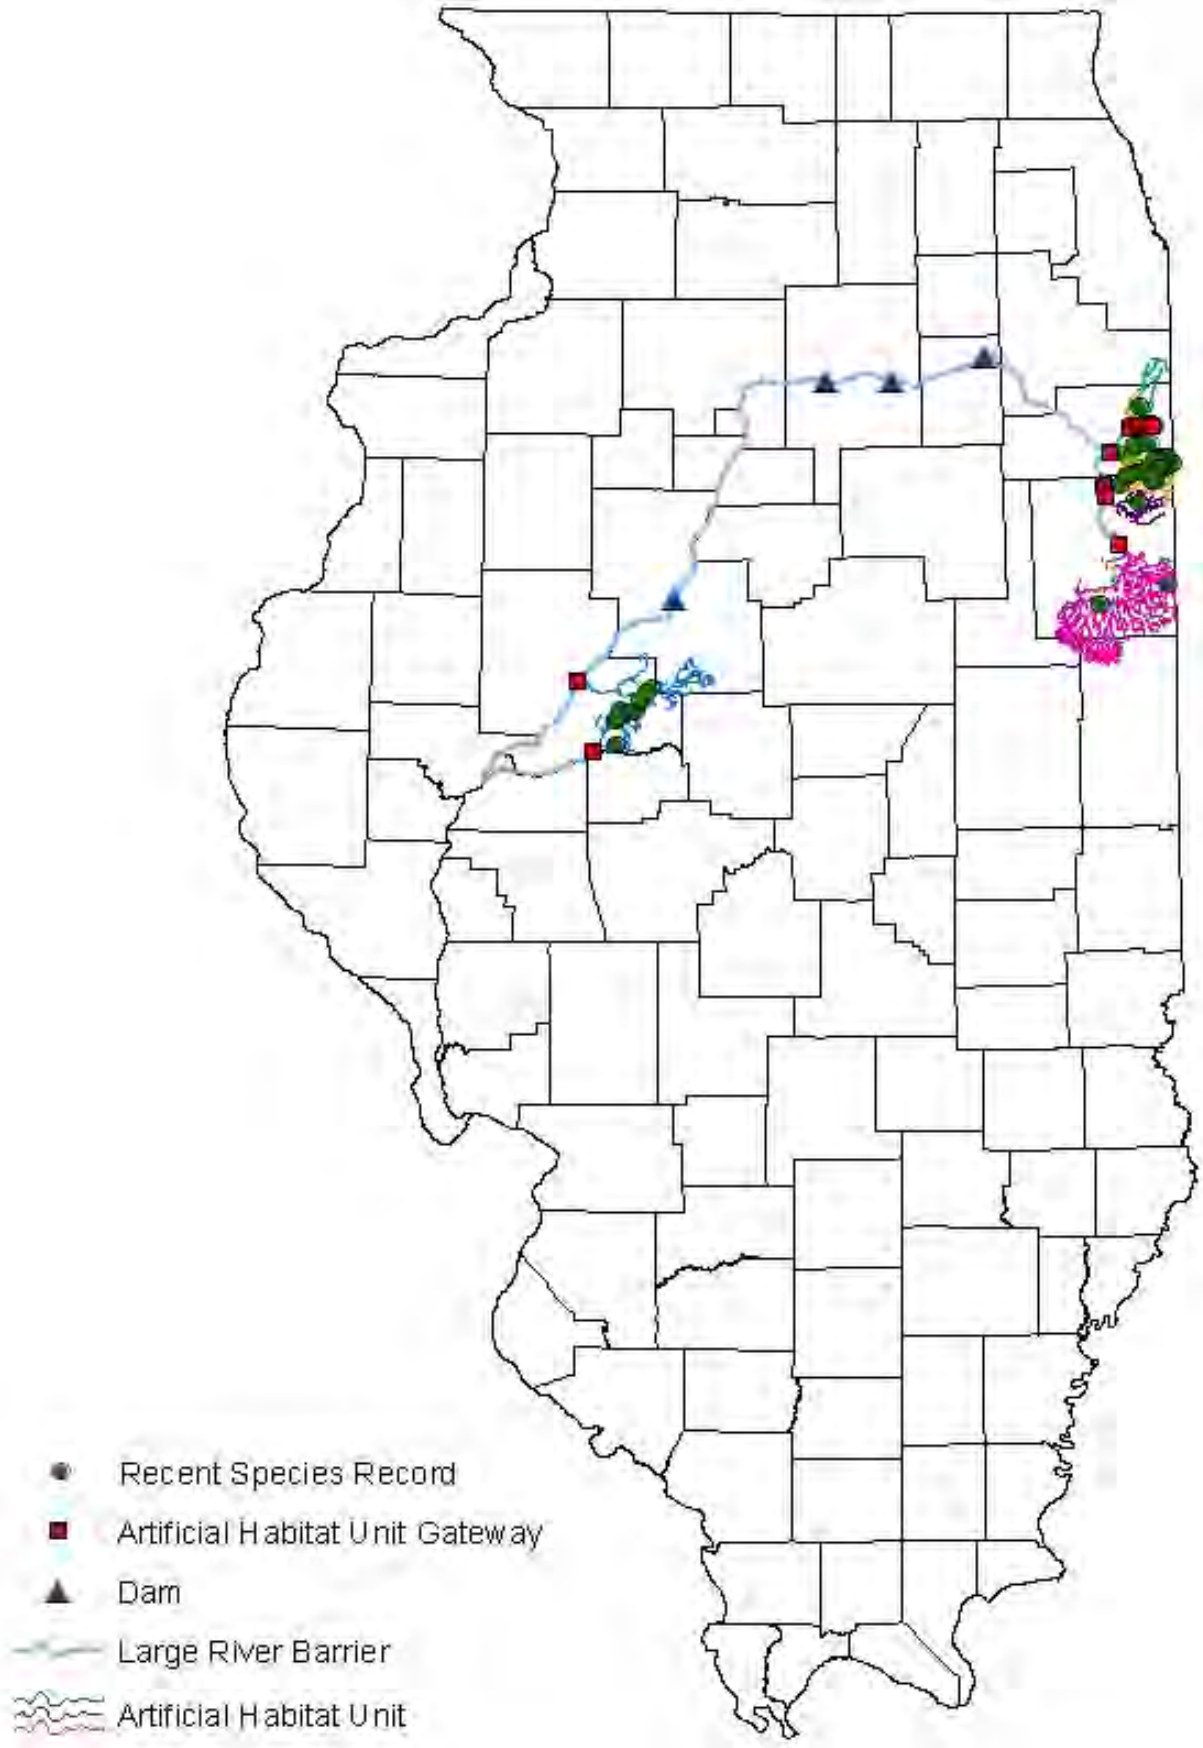 Recent Species Record
Artificial Habitat Unit Gateway
Dam
Large River Barrier
Artificial Habitat Unit